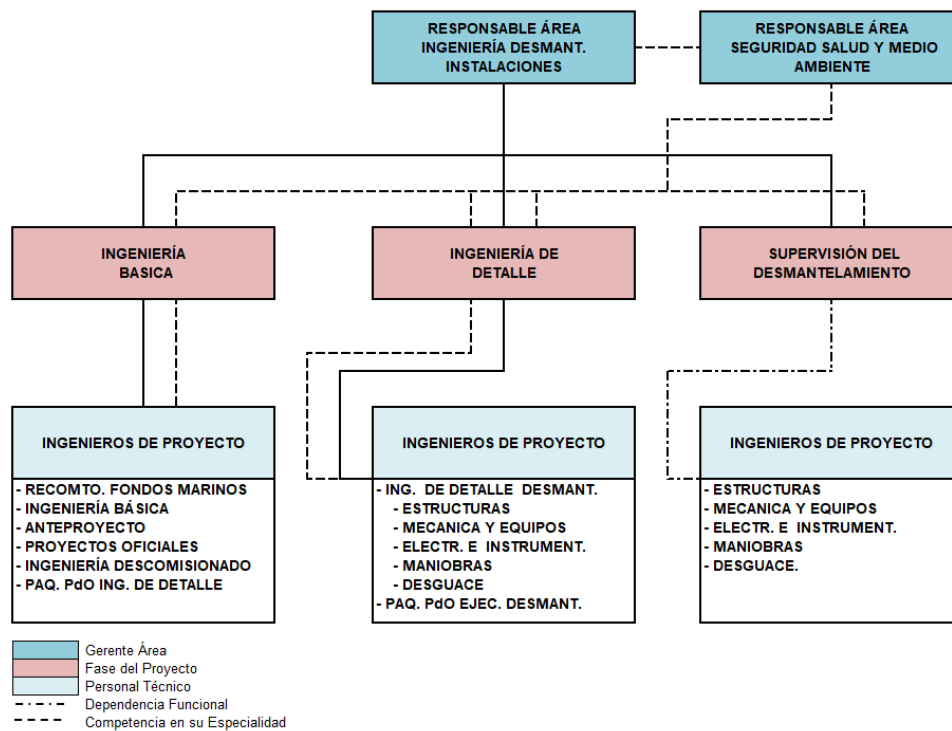 RESPONSABLE ÁREA
INGENIERÍA DESMANT.
INSTALACIONES
RESPONSABLE ÁREA
SEGURIDAD SALUD Y MEDIO
AMBIENTE
INGENIERÍA
BASICA
INGENIERÍA DE
DETALLE
SUPERVISIÓN DEL
DESMANTELAMIENTO
INGENIEROS DE PROYECTO
- RECOMTO. FONDOS MARINOS
- INGENIERÍA BÁSICA
- ANTEPROYECTO
- PROYECTOS OFICIALES
- INGENIERÍA DESCOMISIONADO
- PAQ. PdO ING. DE DETALLE
INGENIEROS DE PROYECTO
- ING. DE DETALLE DESMANT.
- ESTRUCTURAS
- MECANICA Y EQUIPOS
- ELECTR. E INSTRUMENT.
- MANIOBRAS
- DESGUACE
- PAQ. PdO EJEC. DESMANT.
INGENIEROS DE PROYECTO
- ESTRUCTURAS
- MECANICA Y EQUIPOS
- ELECTR. E INSTRUMENT.
- MANIOBRAS
- DESGUACE.
Gerente Área
Fase del Proyecto
Personal Técnico
Dependencia Funcional
Competencia en su Especialidad